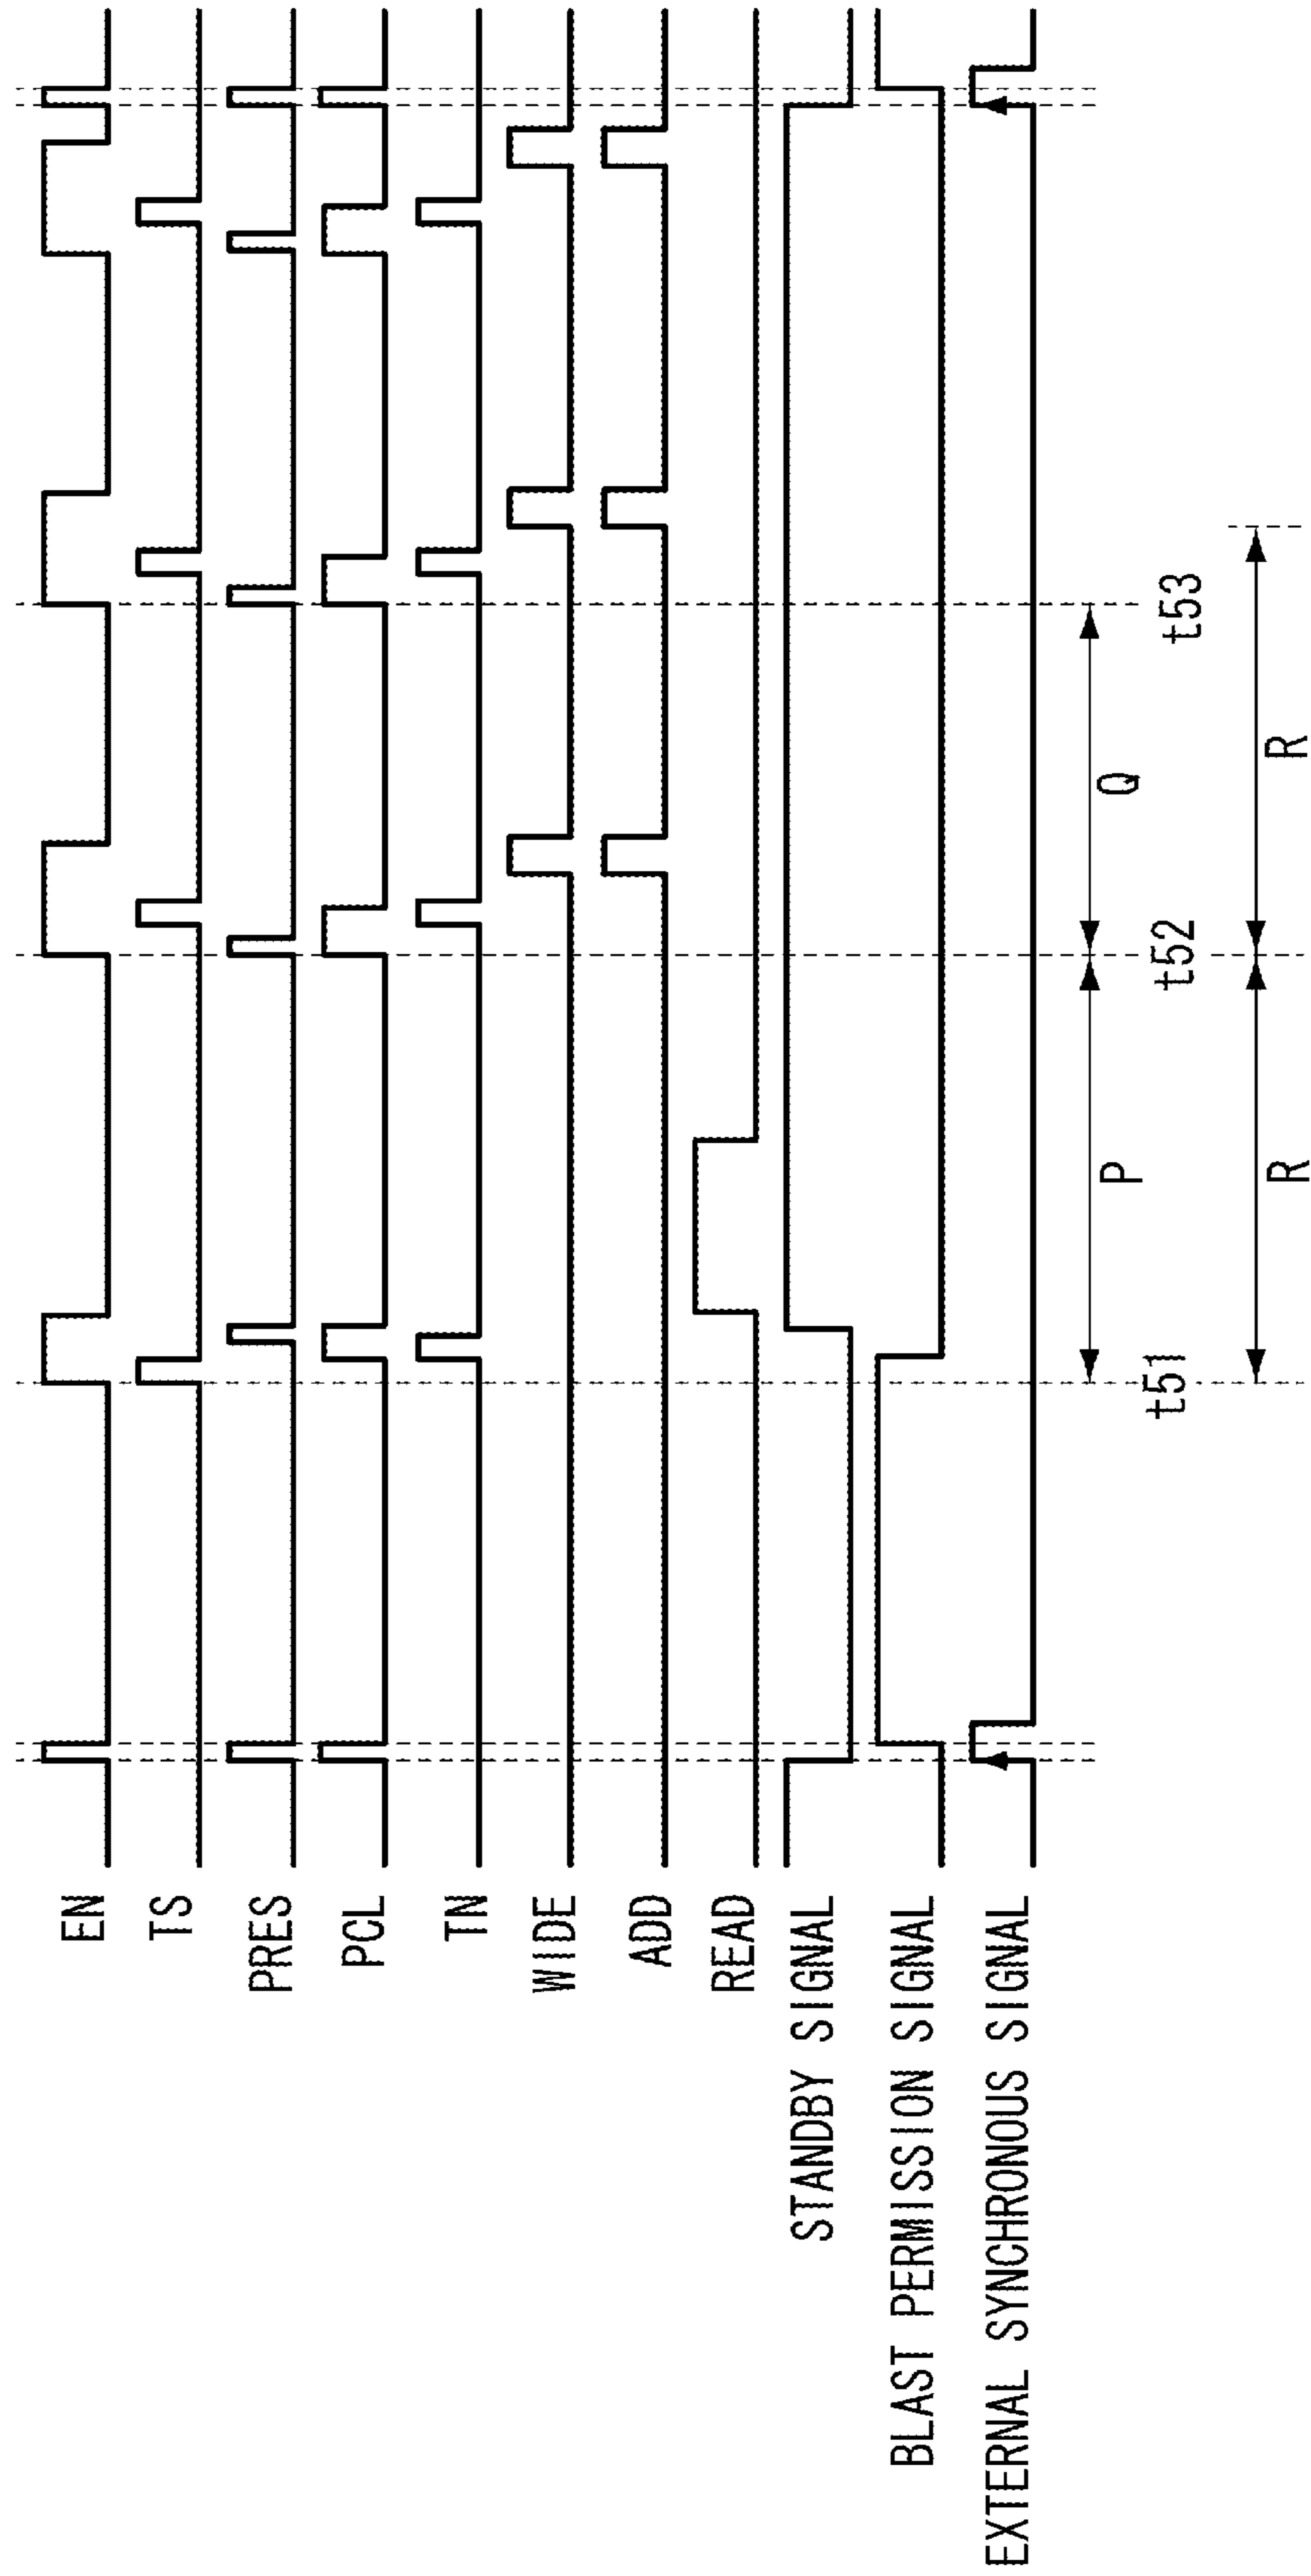 EN
TS
PRES
PCL
TN
WIDE
ADD
READ
STANDBY SIGNAL
BLAST PERMISSION SIGNAL
EXTERNAL SYNCHRONOUS SIGNAL
P
Q
t51
t52
t53
R
R